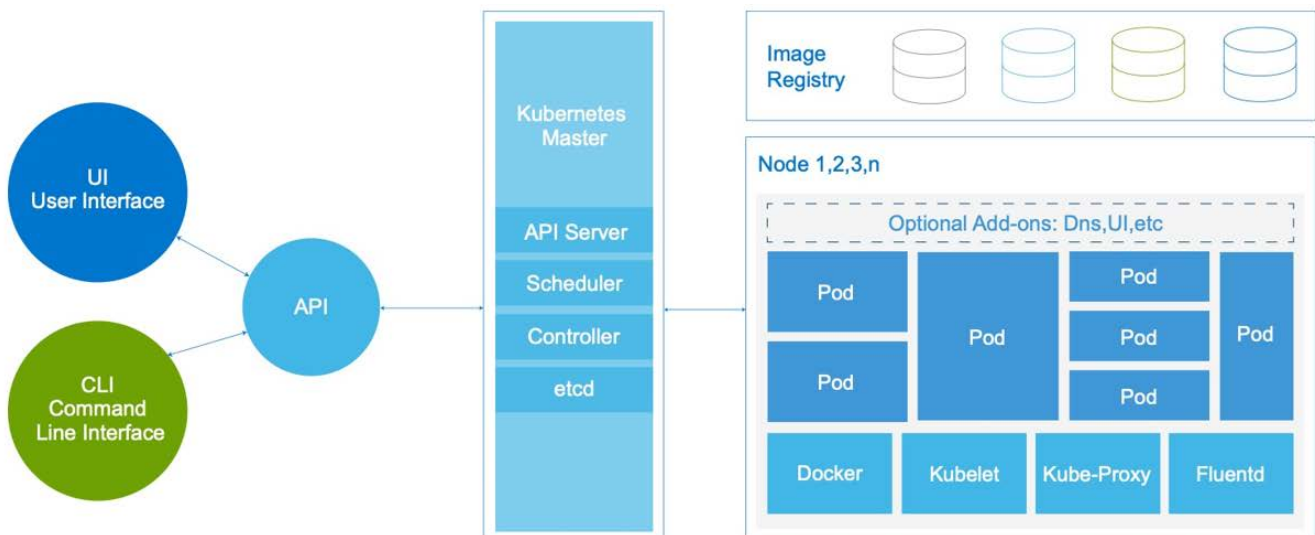 UI
User Interface
CLI
Command
Line Interface
API
Kubernetes
Master
API Server
Scheduler
Controller
etcd
Image
Registry
Node 1,2,3,n
Optional Add-ons: Dns,UI,etc
Pod
Pod
Pod
Pod
Pod
Pod
Pod
Docker
Kubelet
Kube-Proxy
Fluentd